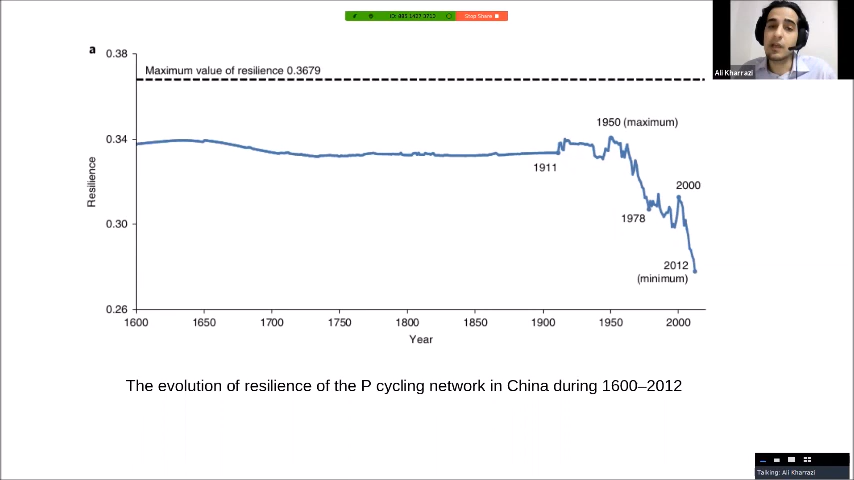 Stop Share
a
0.38
Maximum value of resilience 0.3679
1950 (maximum)
0.34
1911
2000
Resilience
0.30
1978
2012
(minimum)
0.26
1600
1650
1700
1750
1800
1850
1900
1950
2000
Year
The evolution of resilience of the P cycling network in China during 1600–2012
Ali Kharrazi
Talking: Ali Kharrazi